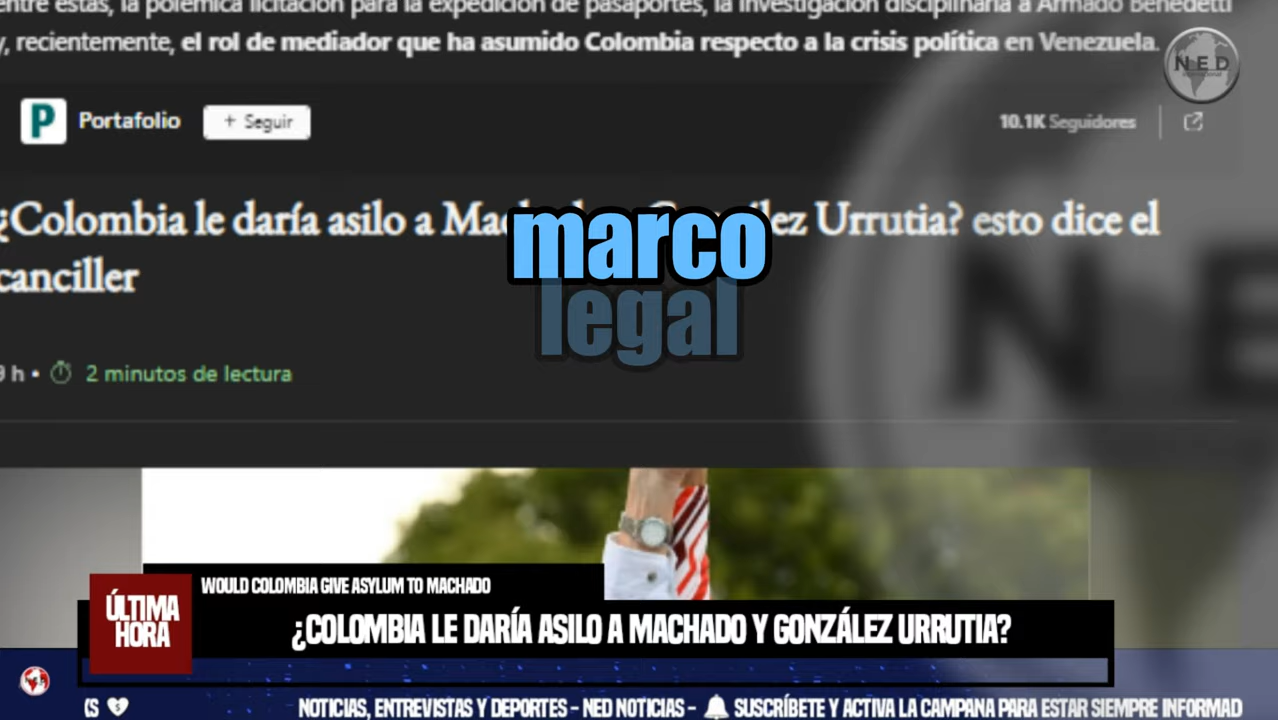 entre estas, la polémica licitación para la expedición de pasaportes, la investigación disciplinaria a Armado Benedetti
y, recientemente, el rol de mediador que ha asumido Colombia respecto a la crisis política en Venezuela.
NED
Portafolio
+ Seguir
10.1K Seguidores
¿Colombia le daría asilo a
Urrutia? esto dice el
canciller
marco
legal
9 h • 2 minutos de lectura
NE
WOULD COLOMBIA GIVE ASYLUM TO MACHADO
ÚLTIMA
HORA
¿COLOMBIA LE DARÍA ASILO A MACHADO Y GONZÁLEZ URRUTIA?
NOTICIAS, ENTREVISTAS Y DEPORTES - NED NOTICIAS - SUSCRÍBETE Y ACTIVA LA CAMPANA PARA ESTAR SIEMPRE INFORMAD